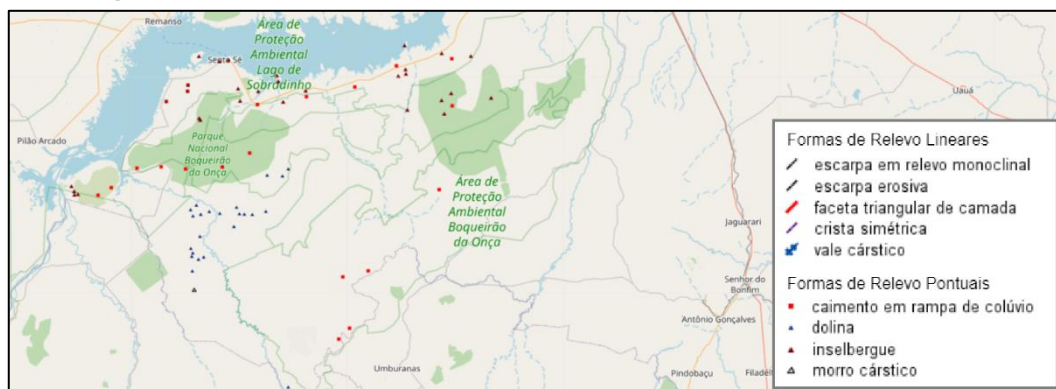 Remanso
Área de
Proteção
Ambiental
Lago de
Sobradinho
Sento Sé
Uauá
Pilão Arcado
Parque
Nacional
Boqueirão
da Onça
Área de
Proteção
Ambiental
Boqueirão
da Onça
Jaguarari
Senhor do
Bonfim
Antônio Gonçalves
Umburanas
Pindobaçu
Filadél
Formas de Relevo Lineares
escarpa em relevo monoclinal
escarpa erosiva
faceta triangular de camada
crista simétrica
vale cárstico
Formas de Relevo Pontuais
caimento em rampa de colúvio
dolina
inselbergue
morro cárstico